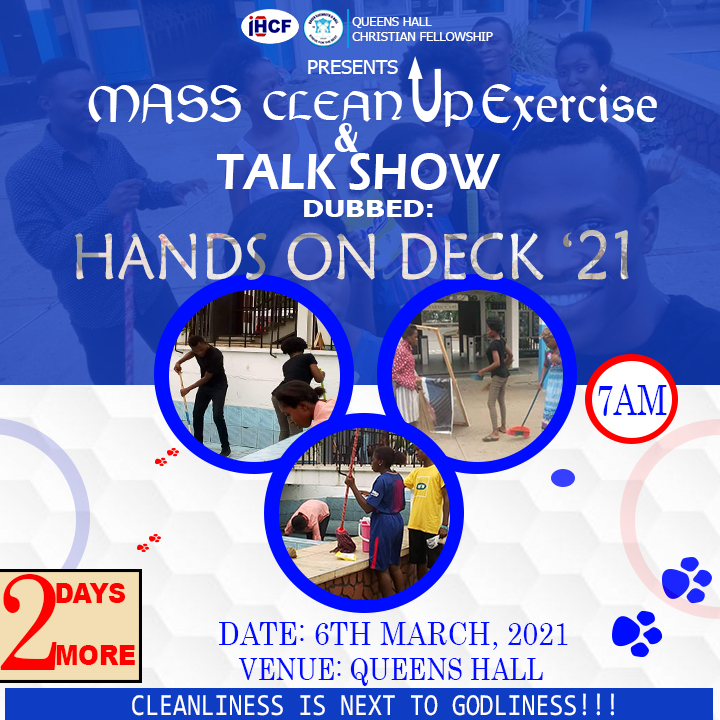 iHCF
QUEENS HALL
CHRISTIAN FELLOWSHIP
PRESENTS
MASS CLEAN UP Exercise
&
TALK SHOW
DUBBED:
HANDS ON DECK ‘21
7AM
2 DAYS
MORE
DATE: 6TH MARCH, 2021
VENUE: QUEENS HALL
CLEANLINESS IS NEXT TO GODLINESS!!!